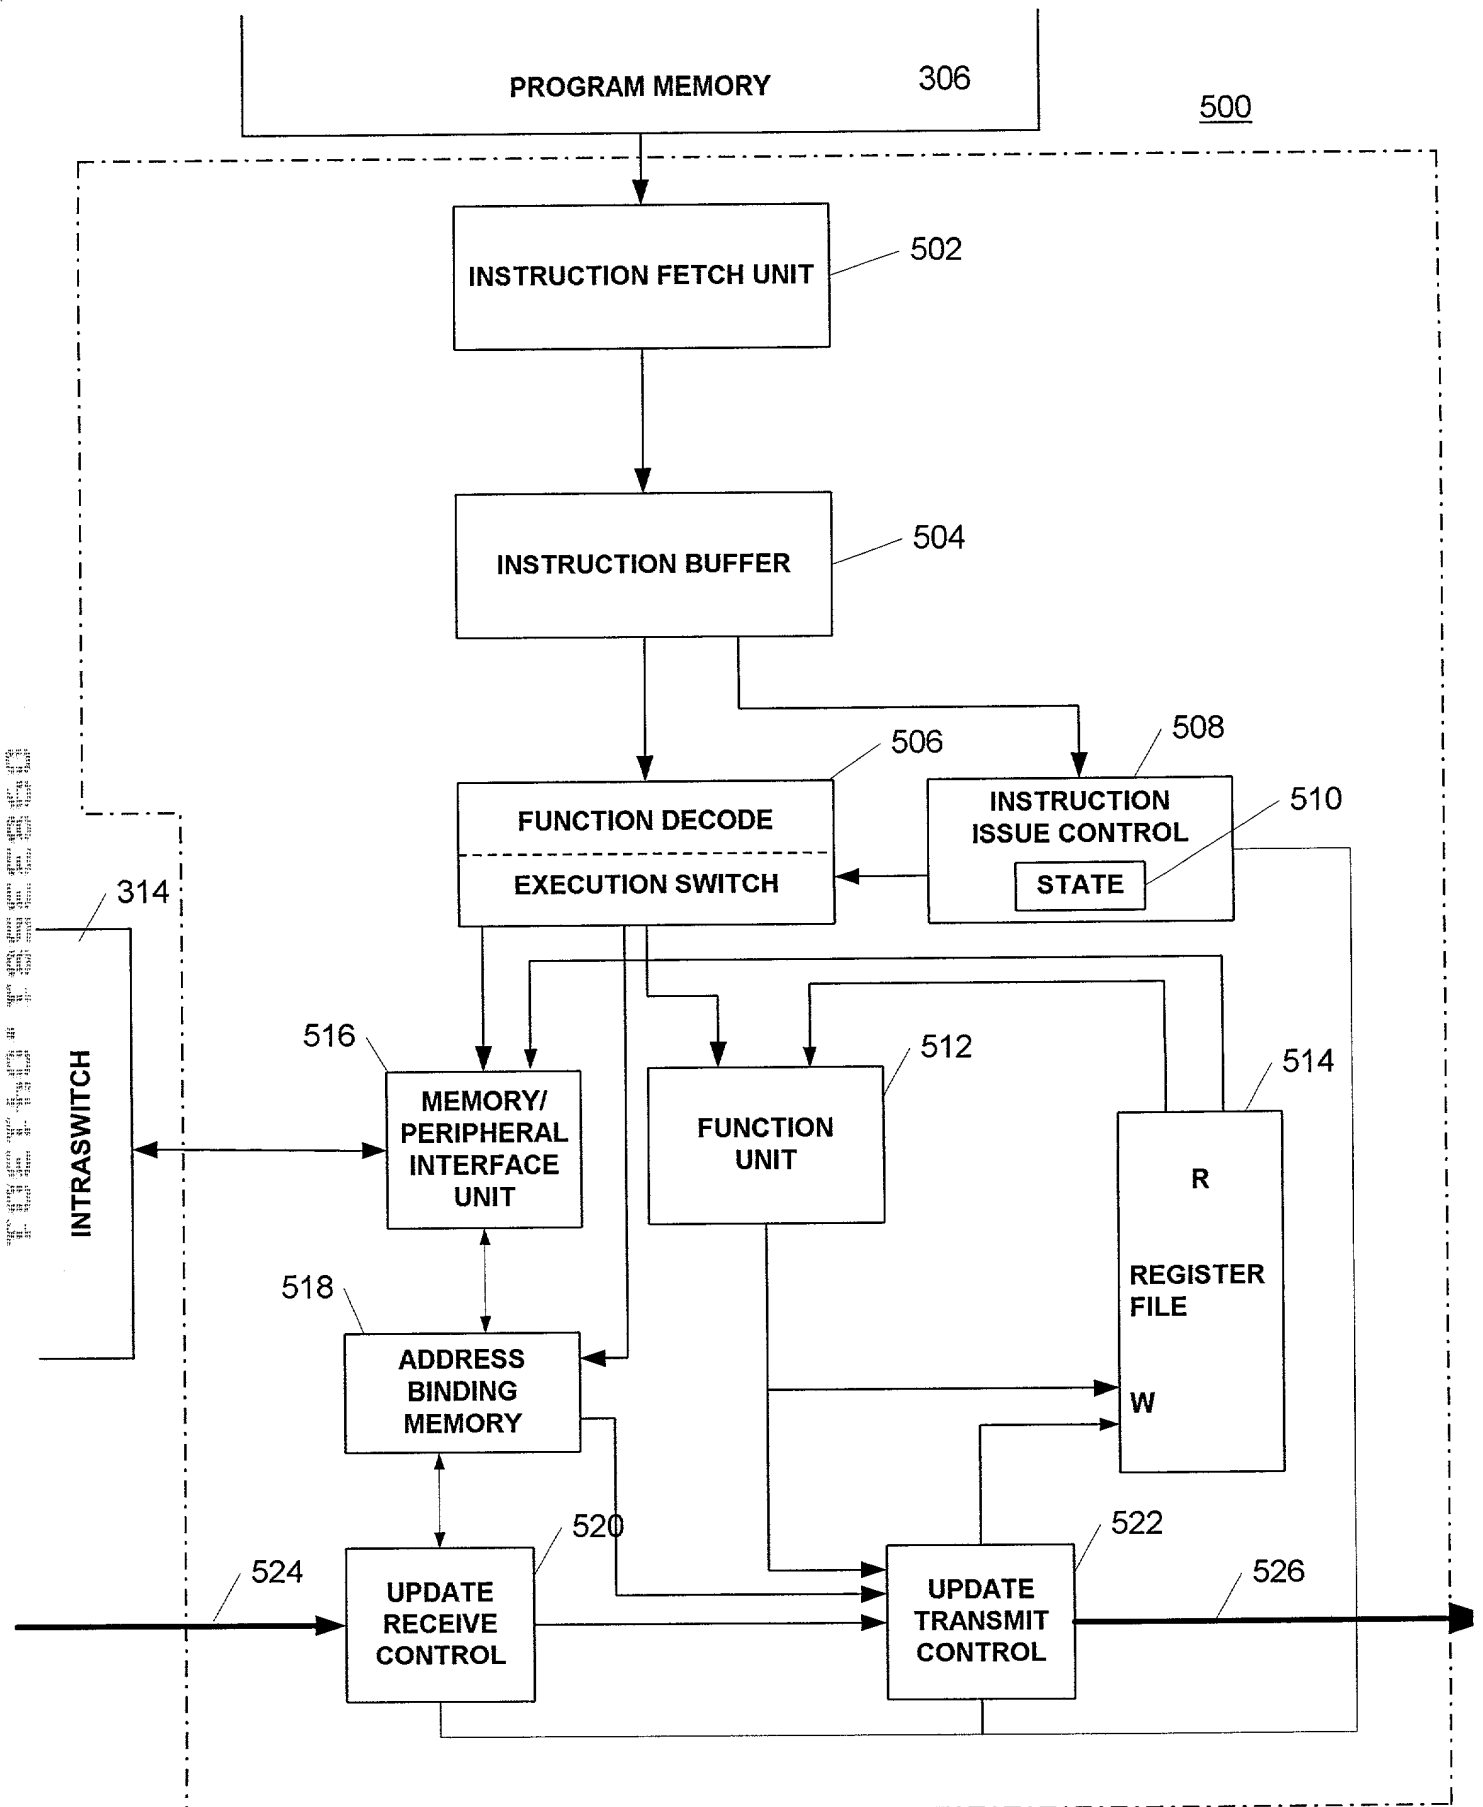 PROGRAM MEMORY
306
500
INSTRUCTION FETCH UNIT
502
INSTRUCTION BUFFER
504
506
508
FUNCTION DECODE
EXECUTION SWITCH
INSTRUCTION
ISSUE CONTROL
STATE
510
314
INTRASWITCH
516
MEMORY/
PERIPHERAL
INTERFACE
UNIT
512
FUNCTION
UNIT
514
R
REGISTER
FILE
W
518
ADDRESS
BINDING
MEMORY
520
522
524
UPDATE
RECEIVE
CONTROL
UPDATE
TRANSMIT
CONTROL
526